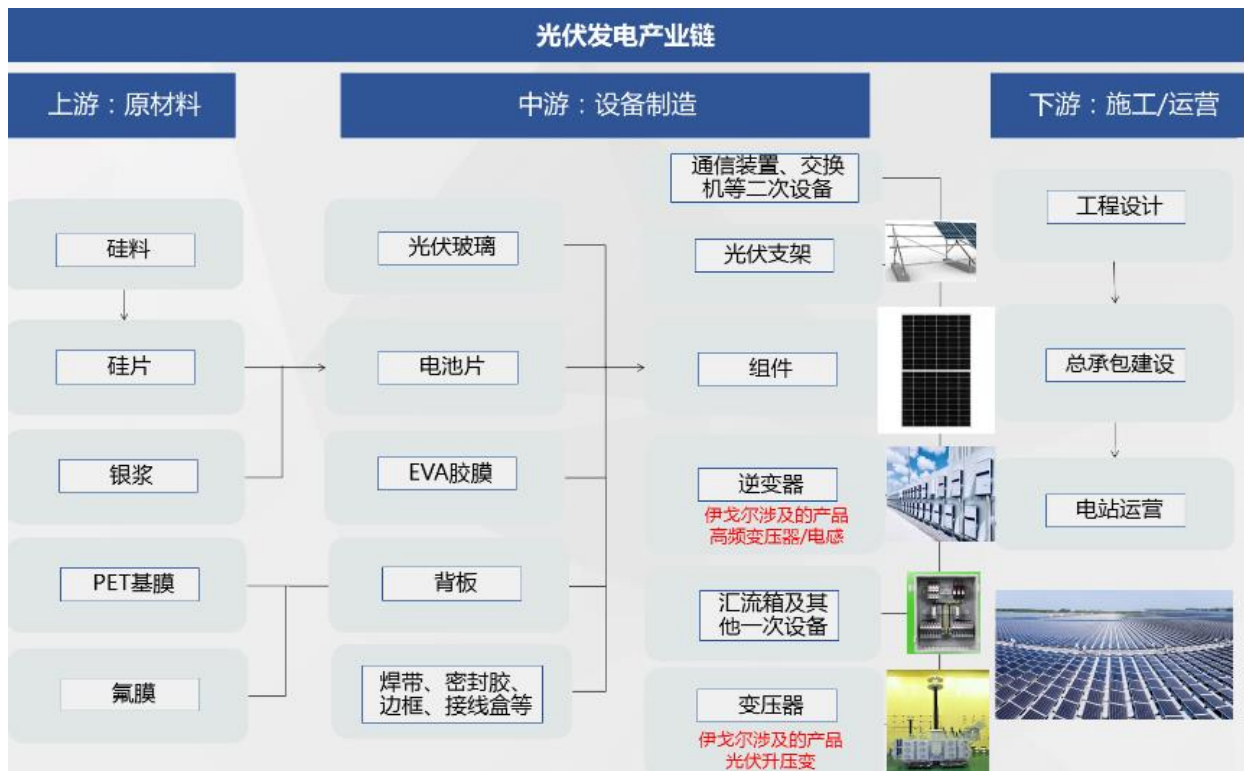 光伏发电产业链
上游：原材料
中游：设备制造
下游：施工/运营
硅料
硅片
银浆
PET基膜
氟膜
光伏玻璃
电池片
EVA胶膜
背板
焊带、密封胶、
边框、接线盒等
通信装置、交换
机等二次设备
光伏支架
组件
逆变器
伊戈尔涉及的产品
高频变压器/电感
汇流箱及其
他一次设备
变压器
伊戈尔涉及的产品
光伏升压变
工程设计
总承包建设
电站运营